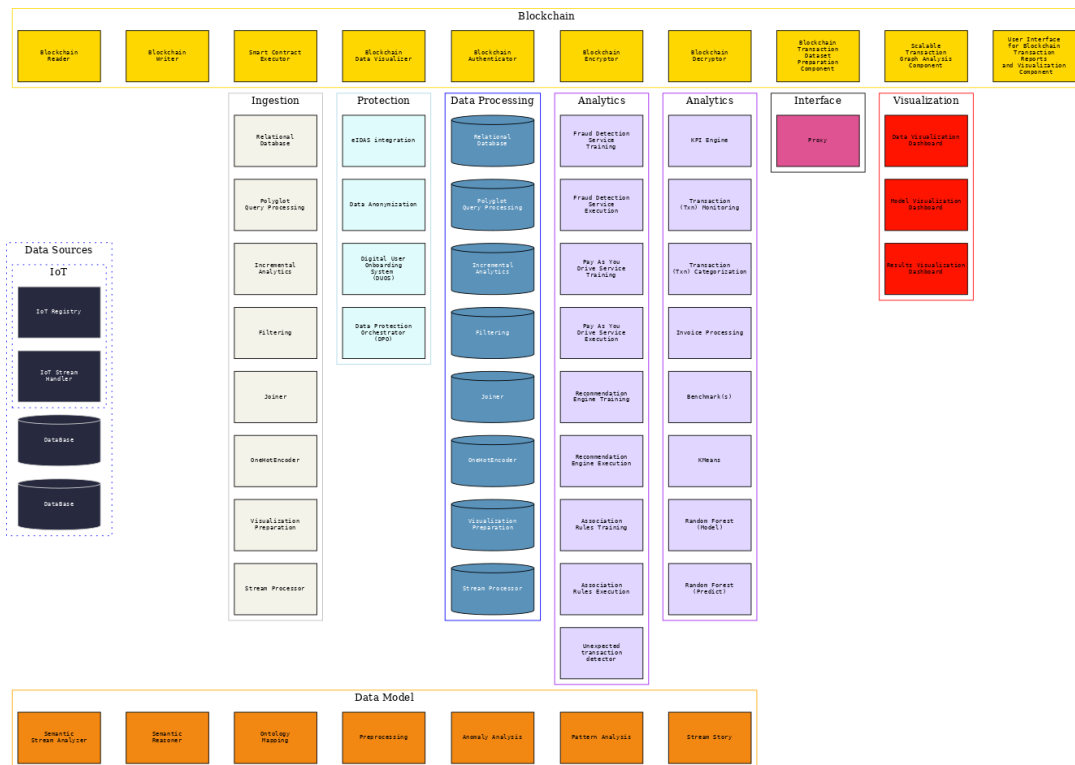 Blockchain
Blockchain
Reader
Blockchain
Writer
Smart Contract
Executor
Blockchain
Data Visualizer
Blockchain
Authenticator
Blockchain
Encryptor
Blockchain
Decryptor
Blockchain
Transaction
Dataset
Preparation
Component
Scalable
Transaction
Graph Analysis
Component
User Interface
for Blockchain
Transaction
Reports
and Visualization
Component
Data Sources
IoT
IoT Registry
IoT Stream
Handler
DataBase
DataBase
Ingestion
Relational
Database
Polyglot
Query Processing
Incremental
Analytics
Filtering
Joiner
OneHotEncoder
Visualization
Preparation
Stream Processor
Protection
eIDAS integration
Data Anonymization
Digital User
Onboarding
System
(DUOS)
Data Protection
Orchestrator
(DPO)
Data Processing
Relational
Database
Polyglot
Query Processing
Incremental
Analytics
Filtering
Joiner
OneHotEncoder
Visualization
Preparation
Stream Processor
Analytics
Fraud Detection
Service
Training
Fraud Detection
Service
Execution
Pay As You
Drive Service
Training
Pay As You
Drive Service
Execution
Recommendation
Engine Training
Recommendation
Engine Execution
Association
Rules Training
Association
Rules Execution
Unexpected
transaction
detector
Analytics
KPI Engine
Transaction
(Txn) Monitoring
Transaction
(Txn) Categorization
Invoice Processing
Benchmark(s)
KMeans
Random Forest
(Model)
Random Forest
(Predict)
Interface
Proxy
Visualization
Data Visualization
Dashboard
Model Visualization
Dashboard
Results Visualization
Dashboard
Data Model
Semantic
Stream Analyzer
Semantic
Reasoner
Ontology
Mapping
Preprocessing
Anomaly Analysis
Pattern Analysis
Stream Story